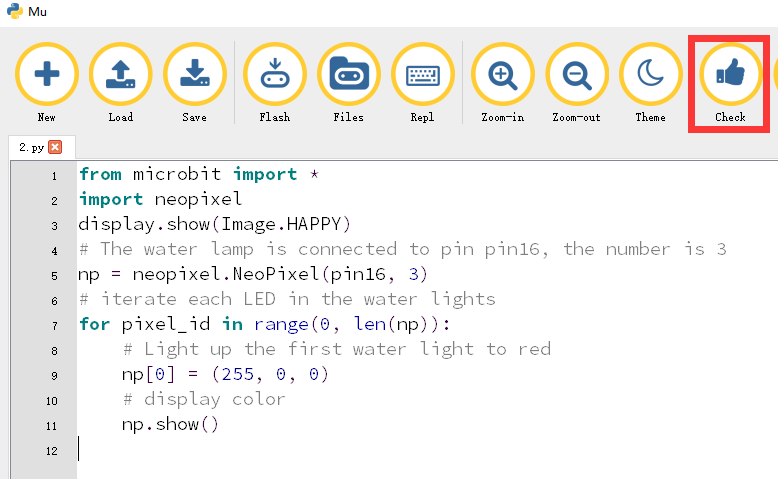 Mu
New Load Save Flash Files Repl Zoom-in Zoom-out Theme Check
2.py
1 from microbit import *
2 import neopixel
3 display.show(Image.HAPPY)
4 # The water lamp is connected to pin pin16, the number is 3
5 np = neopixel.NeoPixel(pin16, 3)
6 # iterate each LED in the water lights
7 for pixel_id in range(0, len(np)):
8     # Light up the first water light to red
9     np[0] = (255, 0, 0)
10     # display color
11     np.show()
12